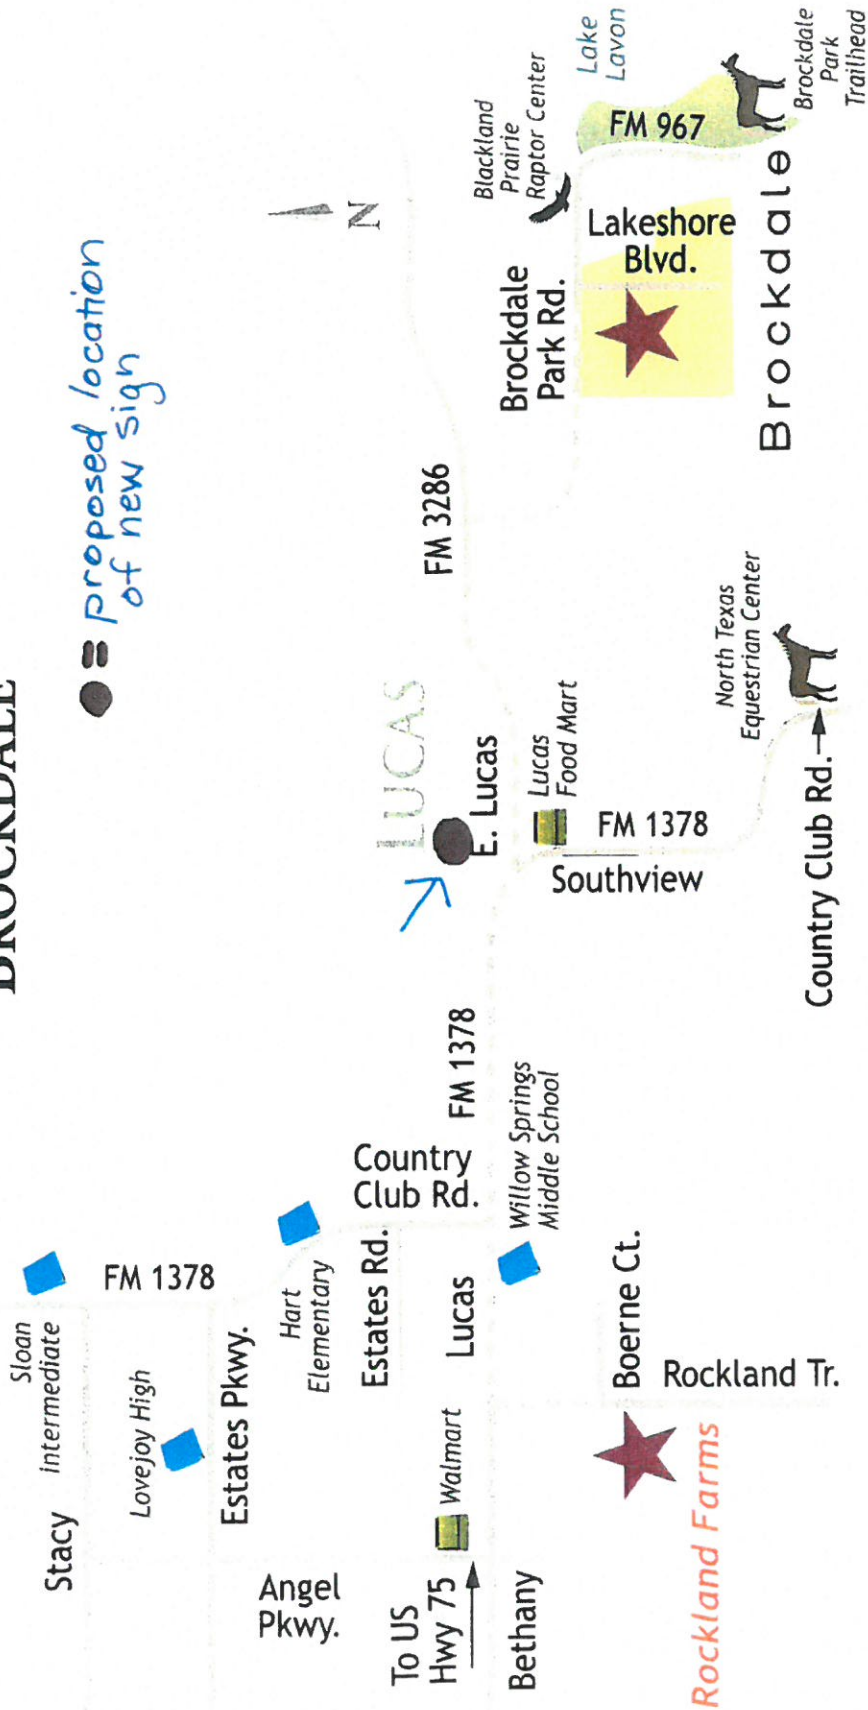 BROCKDALE
= proposed location
of new sign
N
Sloan
Intermediate
Stacy
FM 1378
Lovejoy High
Estates Pkwy.
Hart
Elementary
Angel
Pkwy.
Estates Rd.
Country
Club Rd.
To US
Hwy 75
Walmart
Lucas
FM 1378
LUCAS
E. Lucas
FM 3286
Bethany
Willow Springs
Middle School
Lucas
Food Mart
Southview
FM 1378
Brockdale
Park Rd.
Blackland
Prairie
Raptor Center
Lake
Lavon
Lakeshore
Blvd.
FM 967
Boerne Ct.
Rockland Tr.
Rockland Farms
North Texas
Equestrian Center
Country Club Rd.
Brockdale
Brockdale
Park
Trailhead